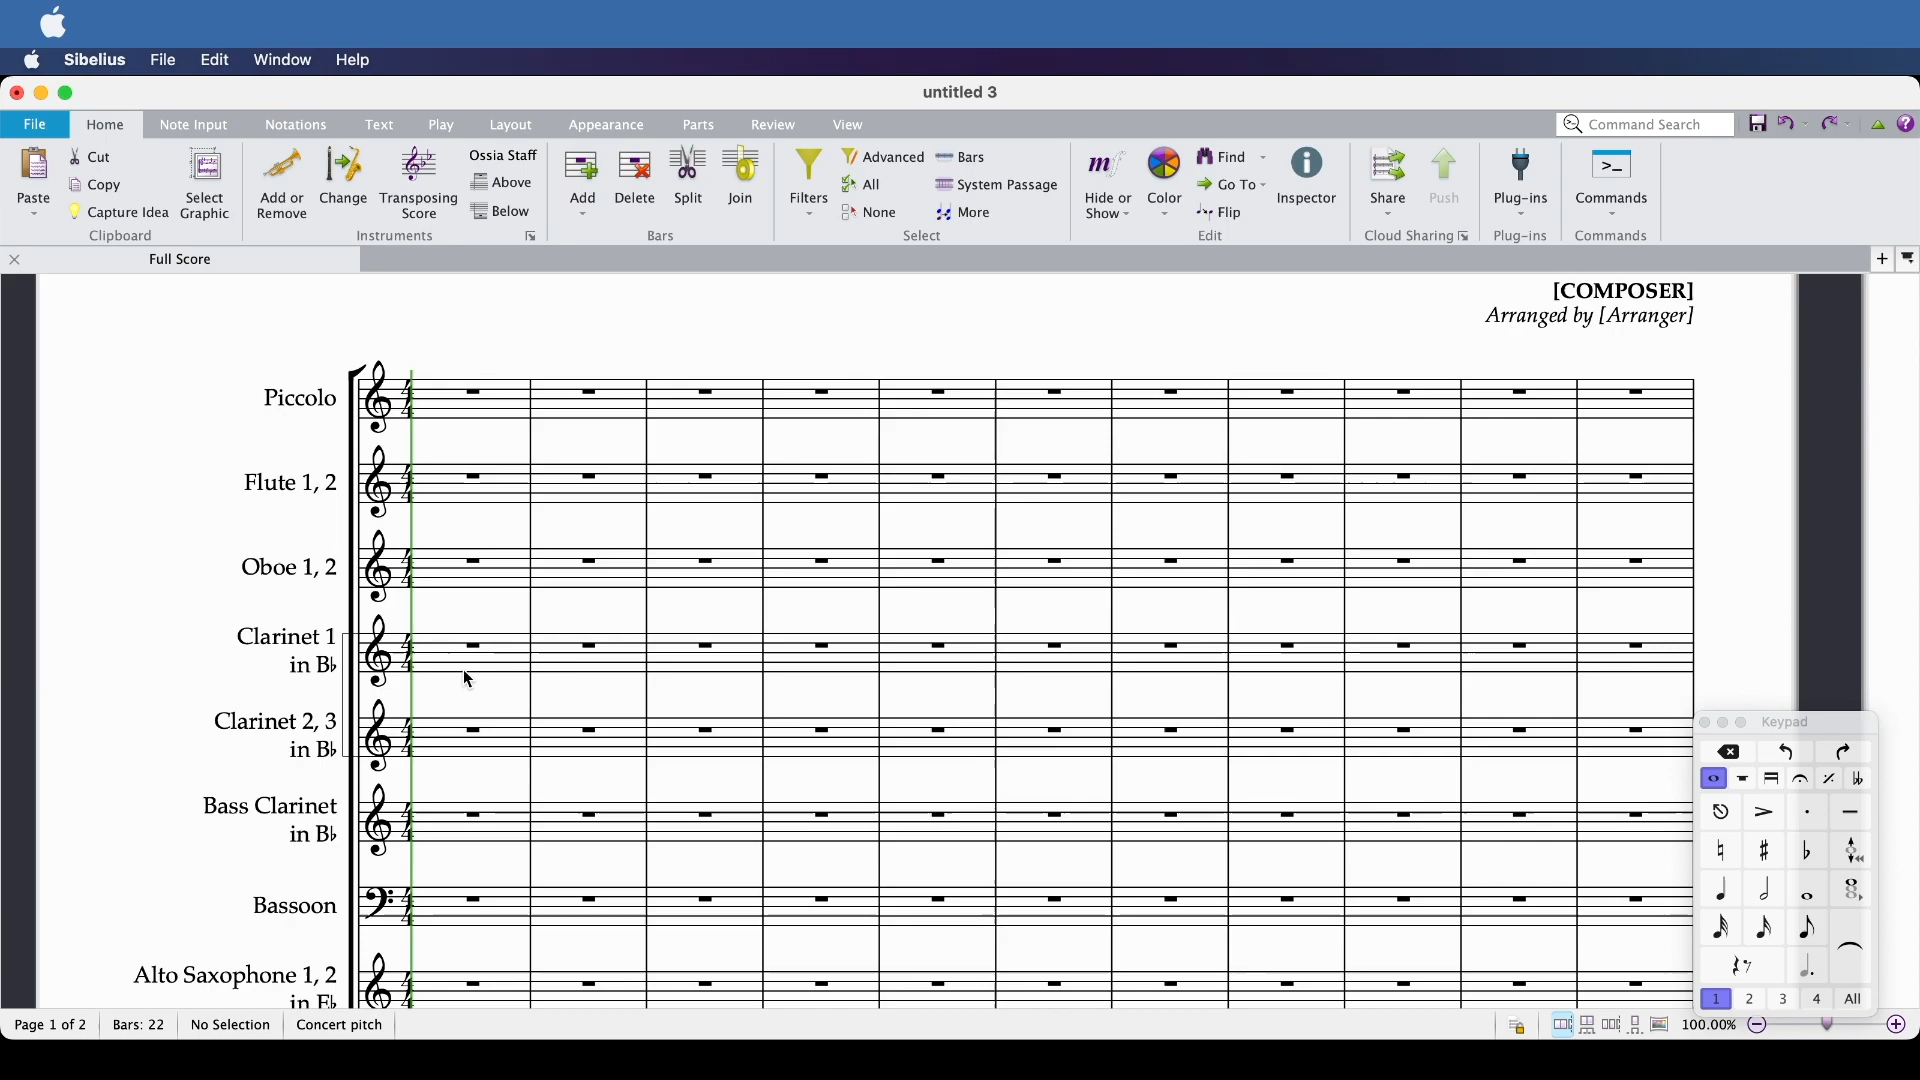 Sibelius File Edit Window Help
untitled 3
File Home Note Input Notations Text Play Layout Appearance Parts Review View Command Search
Paste Cut Copy Capture Idea Select Graphic Clipboard
Add or Remove Change Transposing Score Ossia Staff Above Below Instruments
Add Delete Split Join Bars
Filters Advanced All None Bars System Passage More Select
Hide or Show Color Find Go To Flip Inspector Edit
Share Push Cloud Sharing
Plug-ins Plug-ins
Commands Commands
Full Score
[COMPOSER]
Arranged by [Arranger]
Piccolo
Flute 1, 2
Oboe 1, 2
Clarinet 1
in B♭
Clarinet 2, 3
in B♭
Bass Clarinet
in B♭
Bassoon
Alto Saxophone 1, 2
in E♭
Keypad
1 2 3 4 All
Page 1 of 2 Bars: 22 No Selection Concert pitch 100.00%